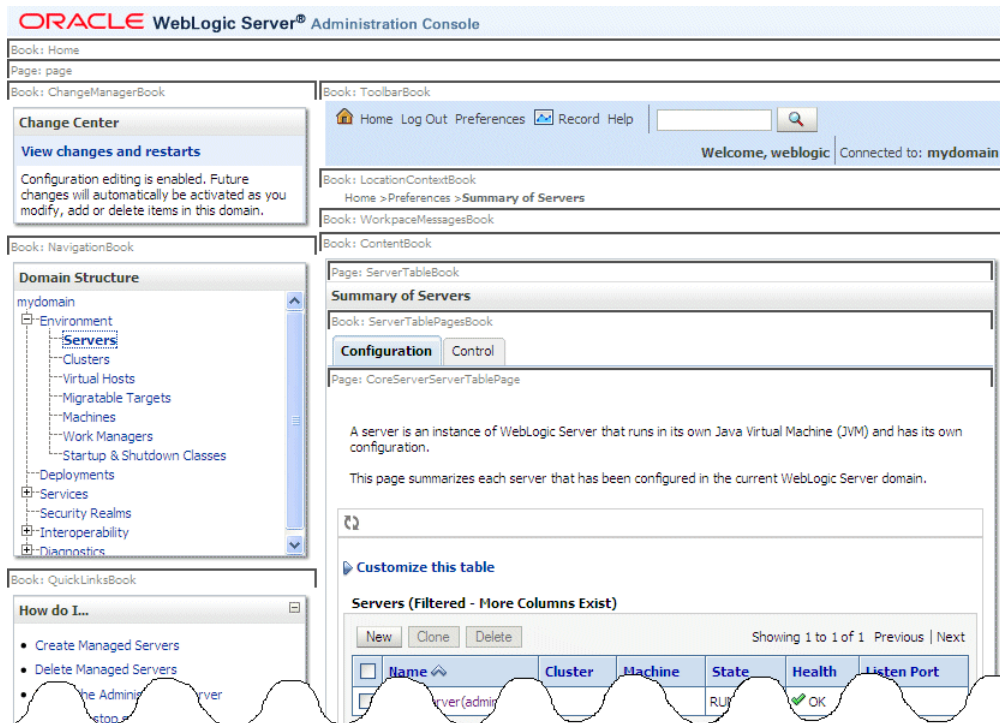 ORACLE WebLogic Server® Administration Console
Book: Home
Page: page
Book: ChangeManagerBook
Change Center
View changes and restarts
Configuration editing is enabled. Future
changes will automatically be activated as you
modify, add or delete items in this domain.
Book: NavigationBook
Domain Structure
mydomain
Environment
Servers
Clusters
Virtual Hosts
Migratable Targets
Machines
Work Managers
Startup & Shutdown Classes
Deployments
Services
Security Realms
Interoperability
Diagnostics
Book: QuickLinksBook
How do I...
Create Managed Servers
Delete Managed Servers
the Adminis
rver
stop
Book: ToolbarBook
Home Log Out Preferences Record Help
Welcome, weblogic Connected to: mydomain
Book: LocationContextBook
Home >Preferences >Summary of Servers
Book: WorkpaceMessagesBook
Book: ContentBook
Page: ServerTableBook
Summary of Servers
Book: ServerTablePagesBook
Configuration Control
Page: CoreServerServerTablePage
A server is an instance of WebLogic Server that runs in its own Java Virtual Machine (JVM) and has its own
configuration.
This page summarizes each server that has been configured in the current WebLogic Server domain.
Customize this table
Servers (Filtered - More Columns Exist)
New Clone Delete Showing 1 to 1 of 1 Previous | Next
Name Cluster Machine State Health Listen Port
rver(admin RU OK